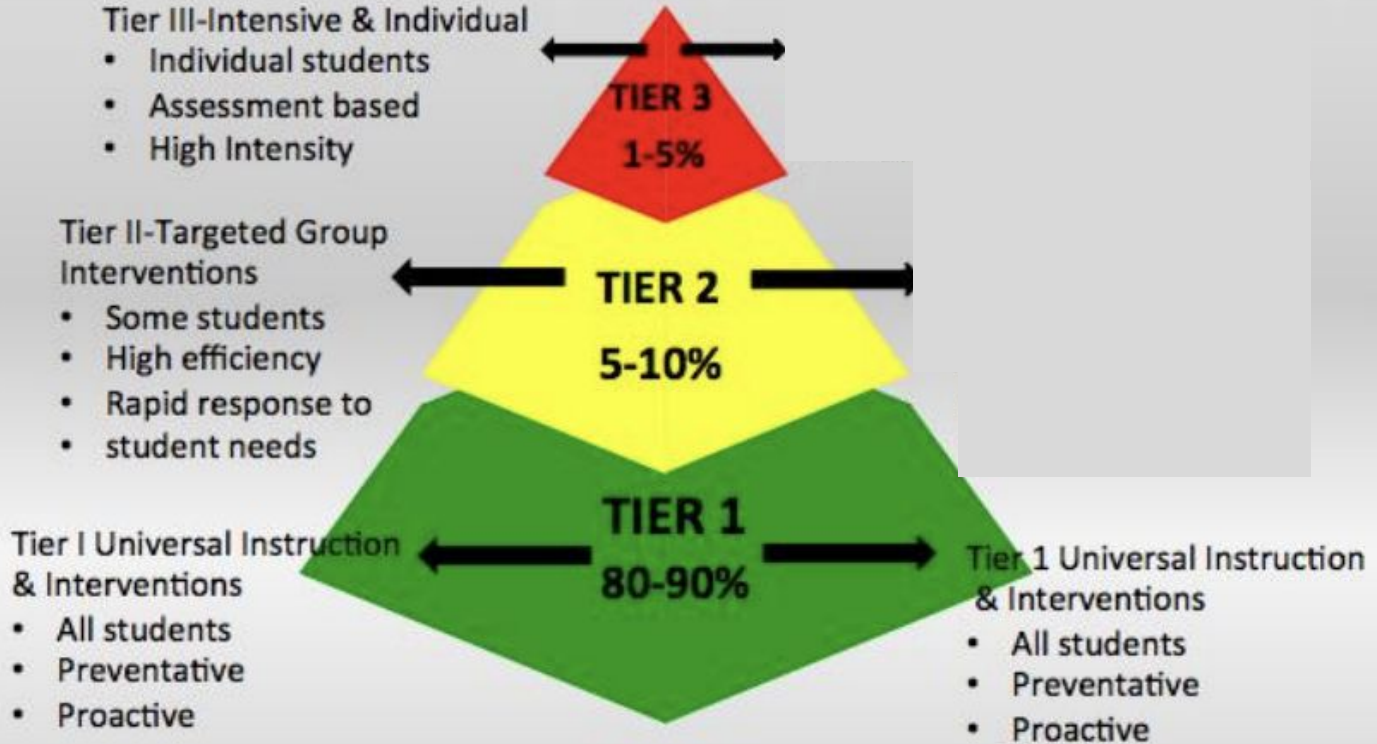 Tier III-Intensive & Individual
• Individual students
• Assessment based
• High Intensity
TIER 3
1-5%
Tier II-Targeted Group
Interventions
• Some students
• High efficiency
• Rapid response to
• student needs
TIER 2
5-10%
Tier I Universal Instruction
& Interventions
• All students
• Preventative
• Proactive
TIER 1
80-90%
Tier 1 Universal Instruction
& Interventions
• All students
• Preventative
• Proactive